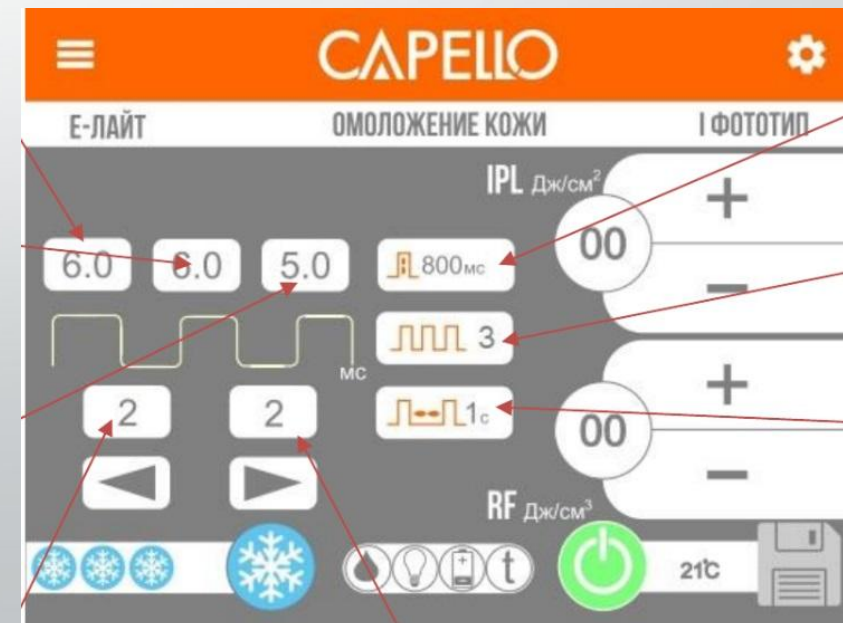 CAPELLO
Е-ЛАЙТ ОМОЛОЖЕНИЕ КОЖИ I ФОТОТИП
IPL Дж/см²
6.0 6.0 5.0 800мс 00
3
мс
2 2 1с 00
RF Дж/см³
t 21°C